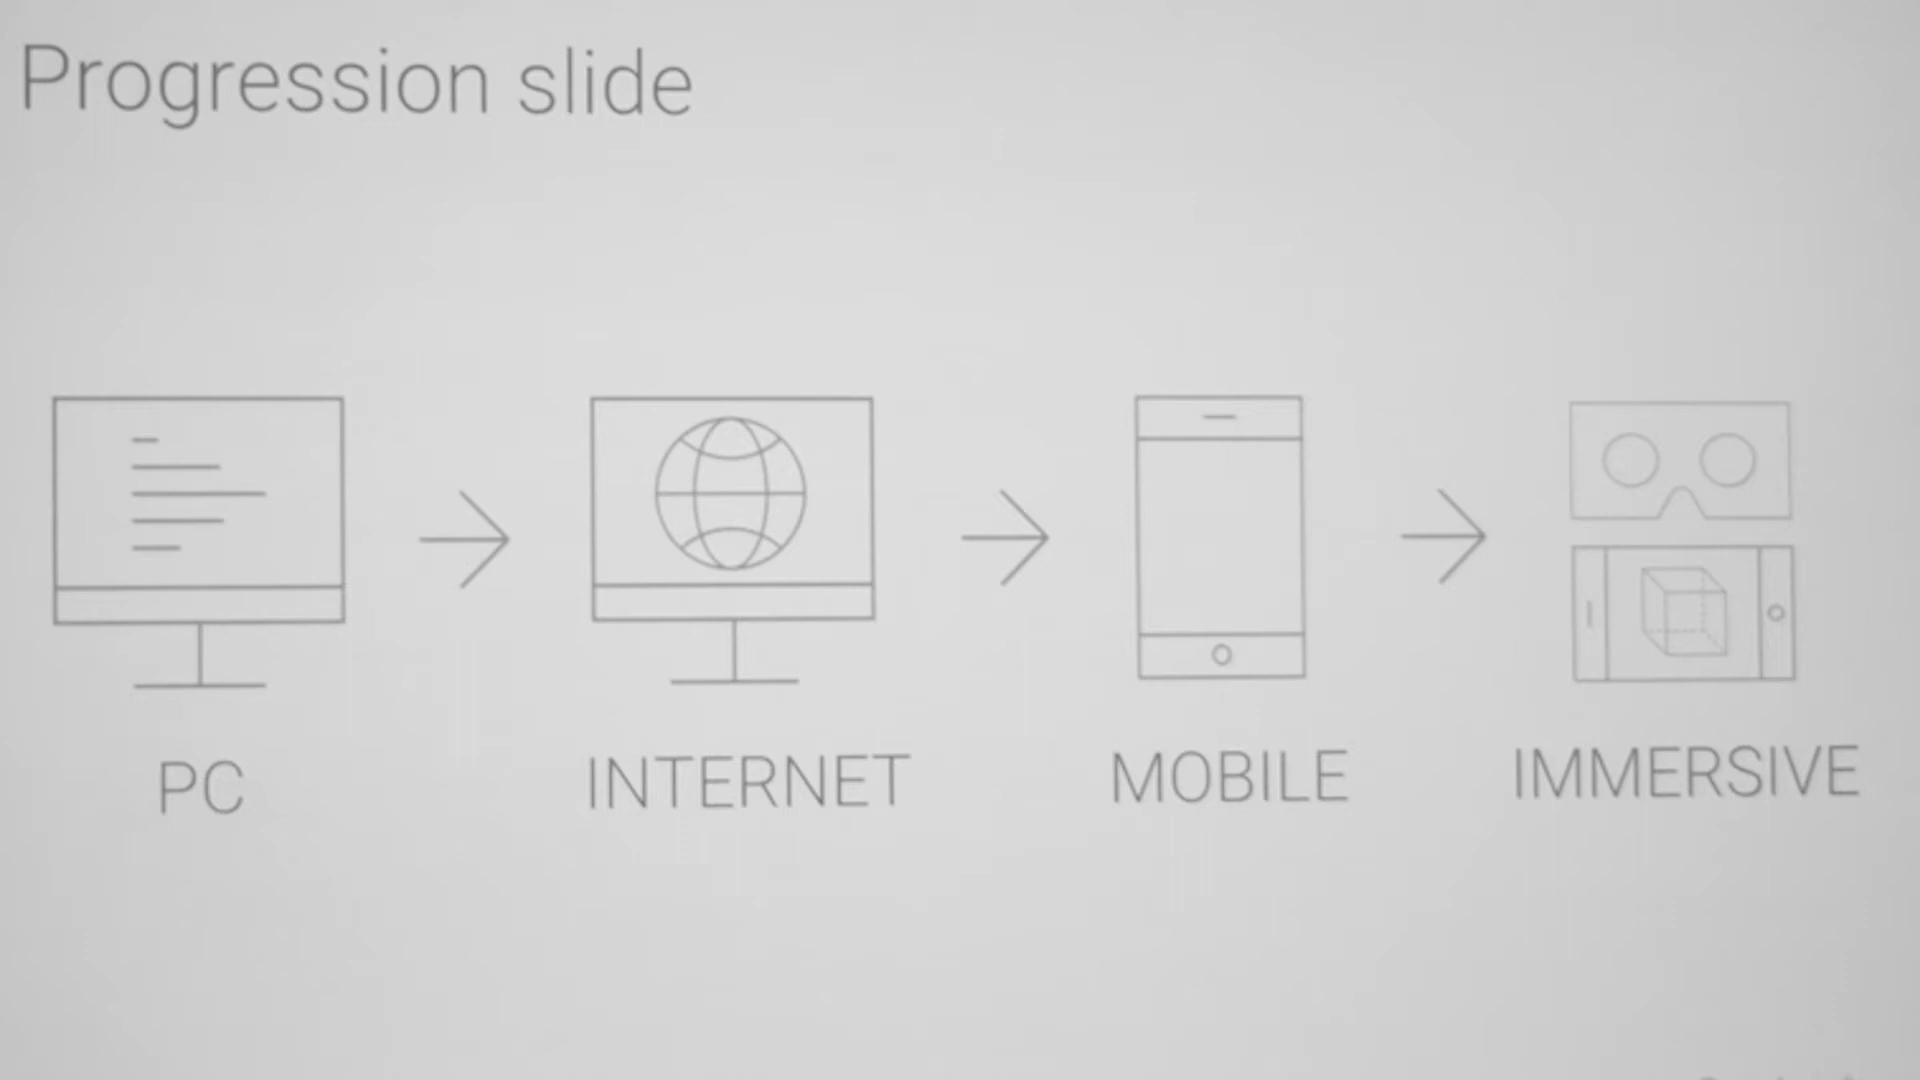 Progression slide
PC
INTERNET
MOBILE
IMMERSIVE